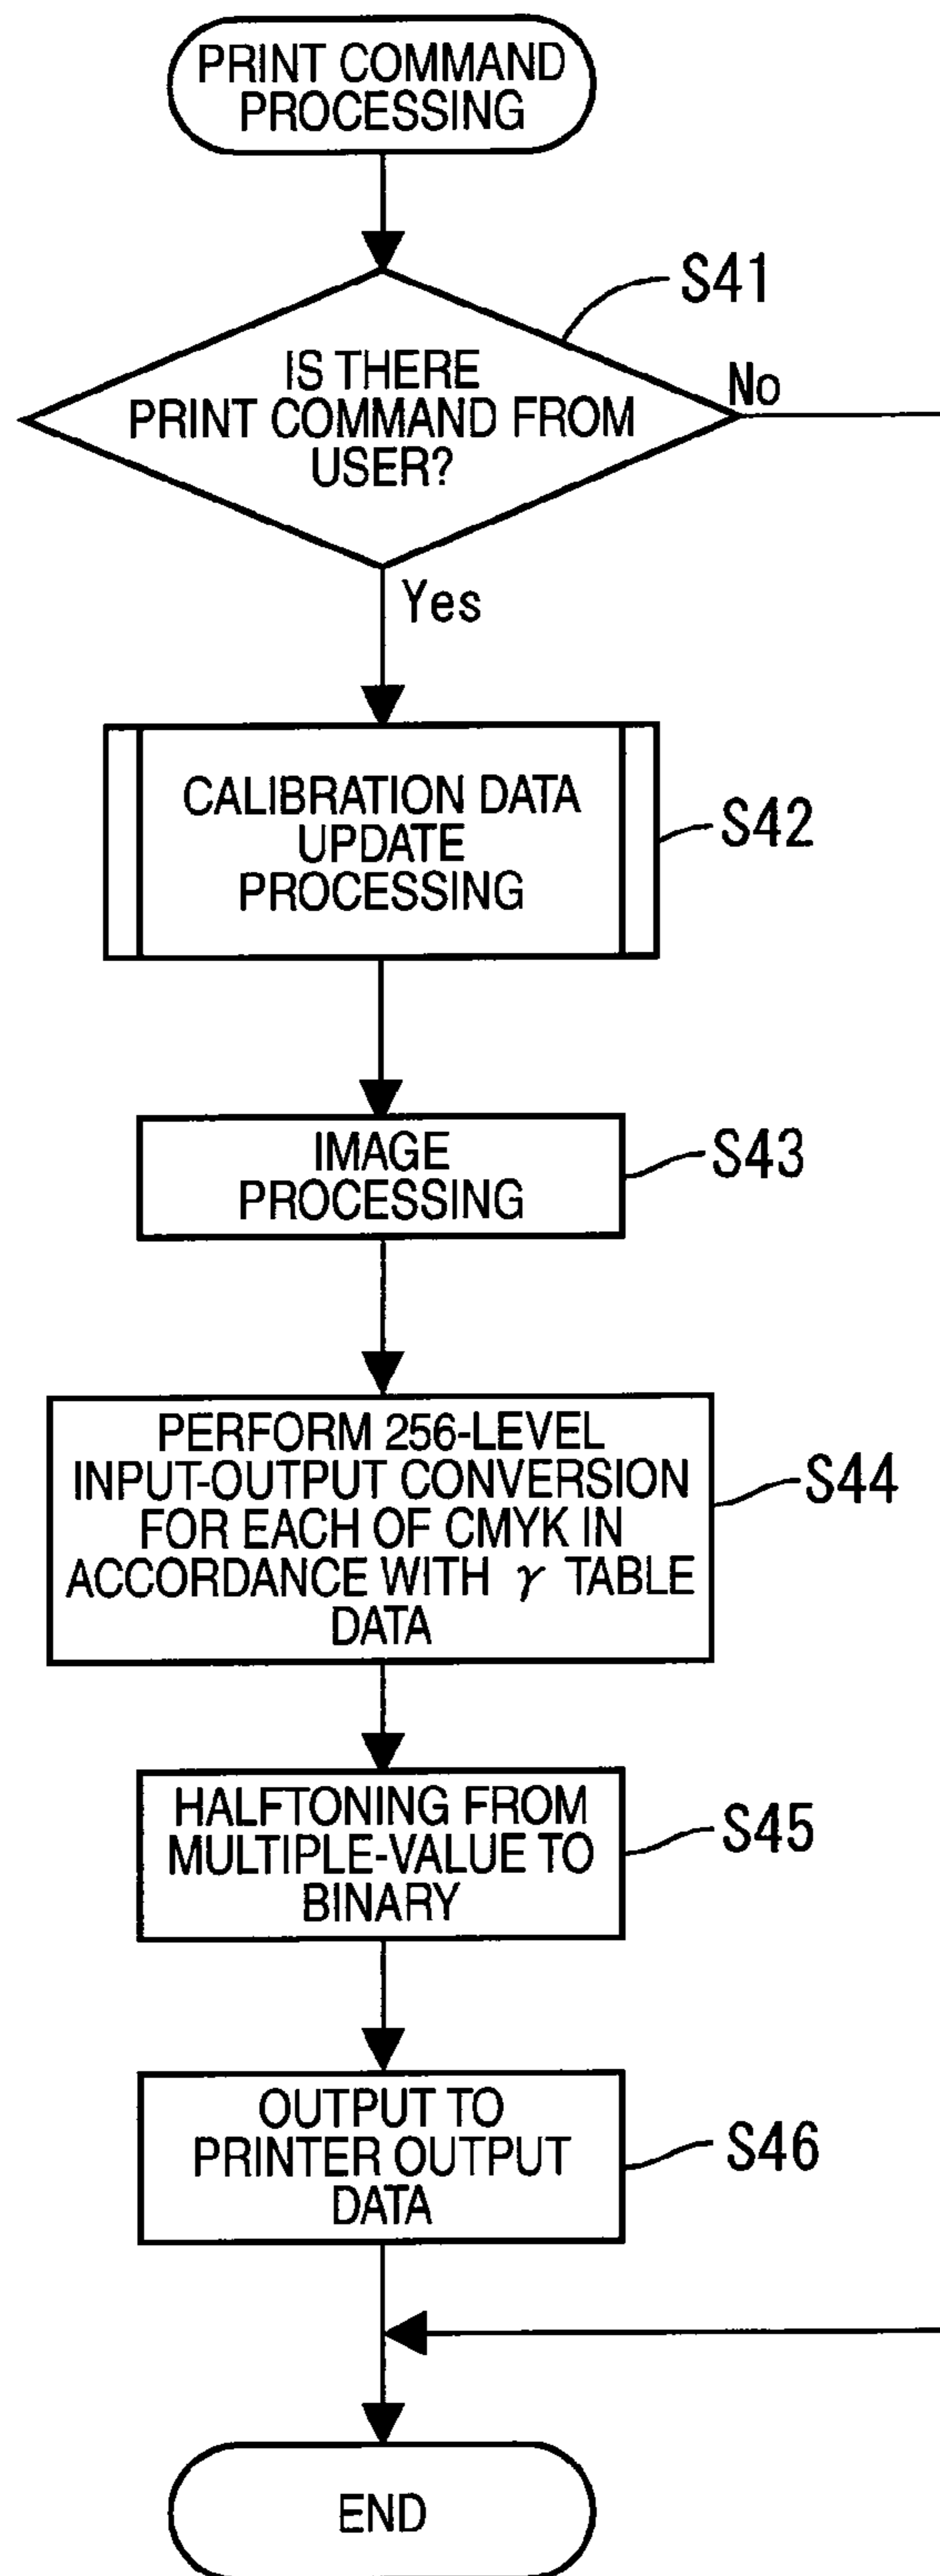 PRINT COMMAND
PROCESSING
S41
IS THERE
PRINT COMMAND FROM
USER?
No
Yes
CALIBRATION DATA
UPDATE
PROCESSING
S42
IMAGE
PROCESSING
S43
PERFORM 256-LEVEL
INPUT-OUTPUT CONVERSION
FOR EACH OF CMYK IN
ACCORDANCE WITH γ TABLE
DATA
S44
HALFTONING FROM
MULTIPLE-VALUE TO
BINARY
S45
OUTPUT TO
PRINTER OUTPUT
DATA
S46
END